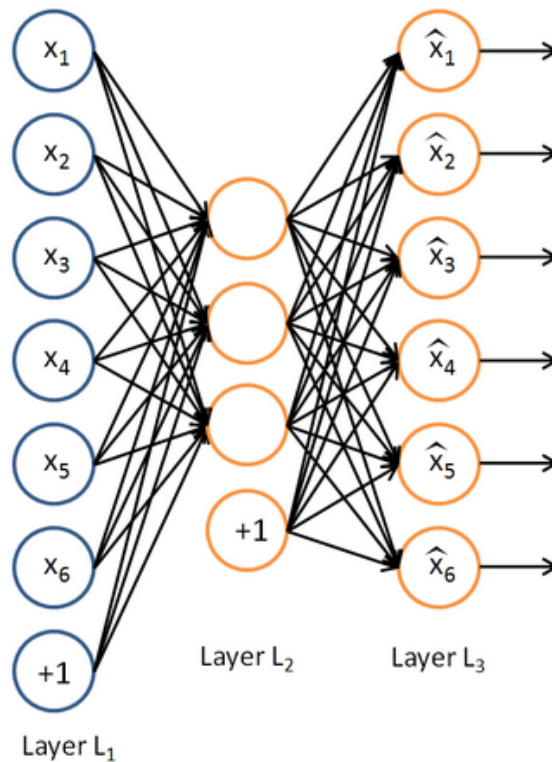 x₁
x₂
x₃
x₄
x₅
x₆
+1
Layer L₁
+1
Layer L₂
x̂₁
x̂₂
x̂₃
x̂₄
x̂₅
x̂₆
Layer L₃